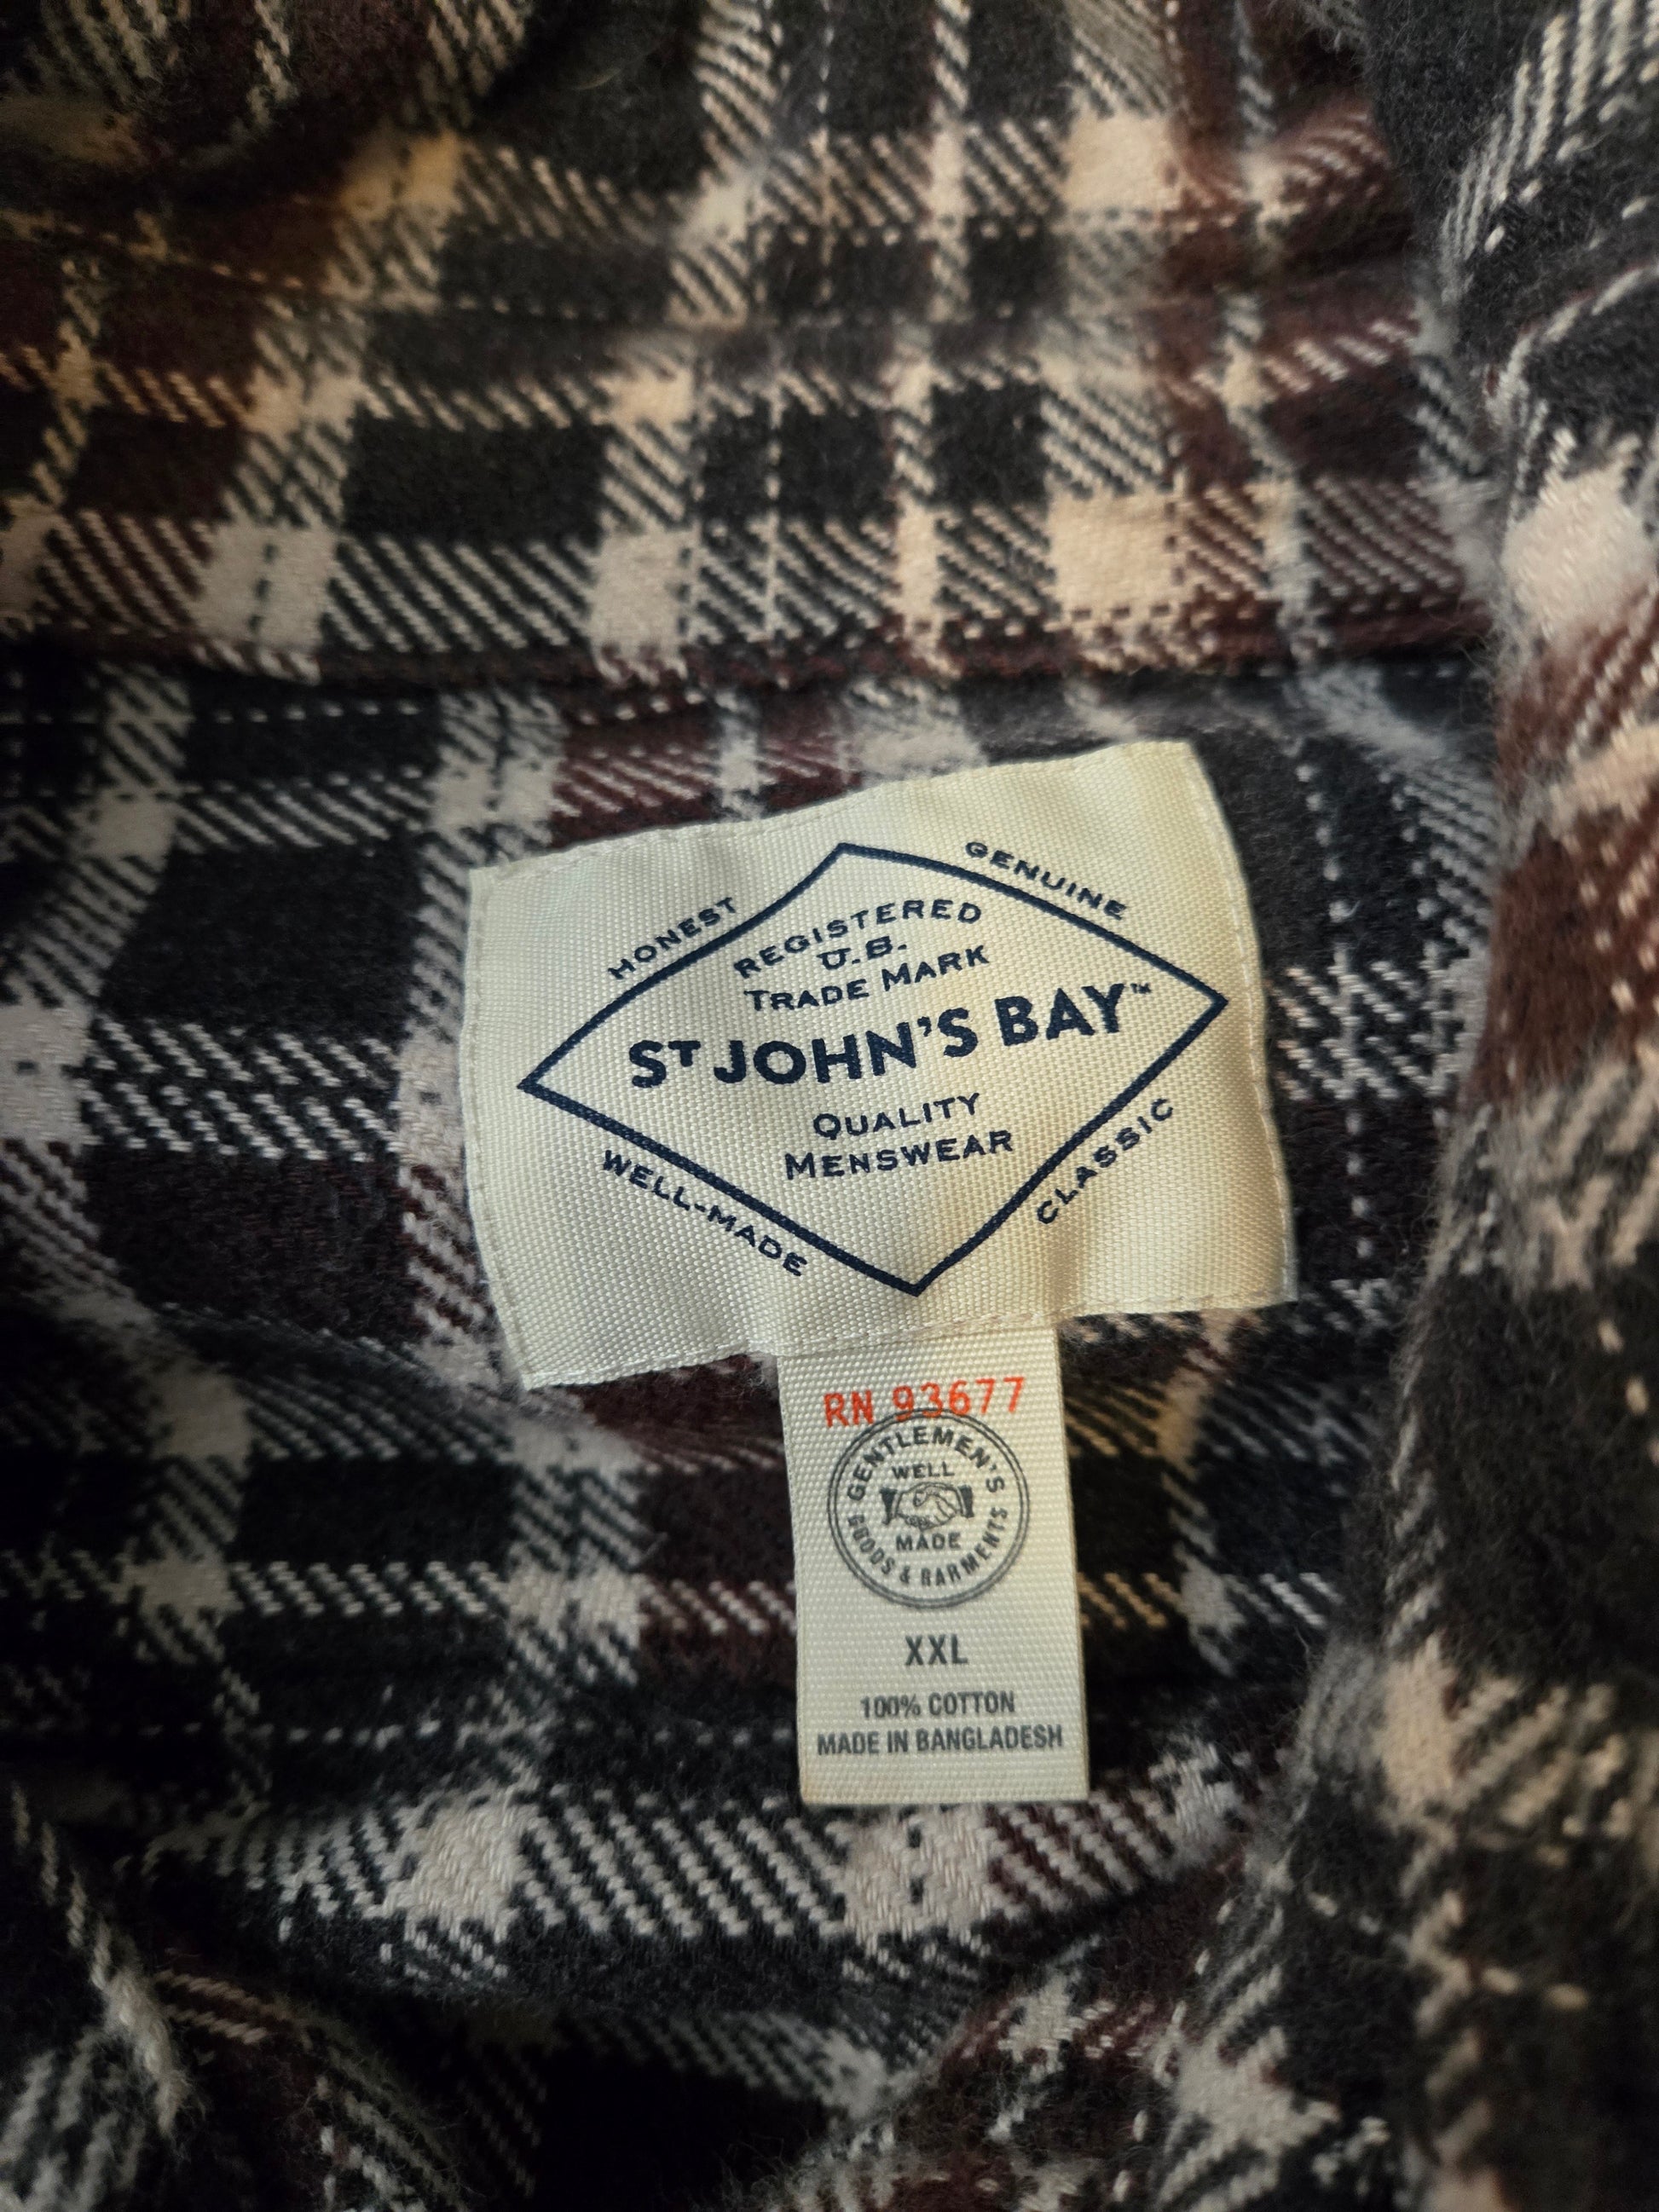 HONEST
GENUINE
REGISTERED
U.S.
TRADE MARK
ST JOHN'S BAY™
QUALITY
MENSWEAR
WELL-MADE
CLASSIC
RN 93677
GENTLEMEN'S
WELL
MADE
GOODS & RARMENTS
XXL
100% COTTON
MADE IN BANGLADESH